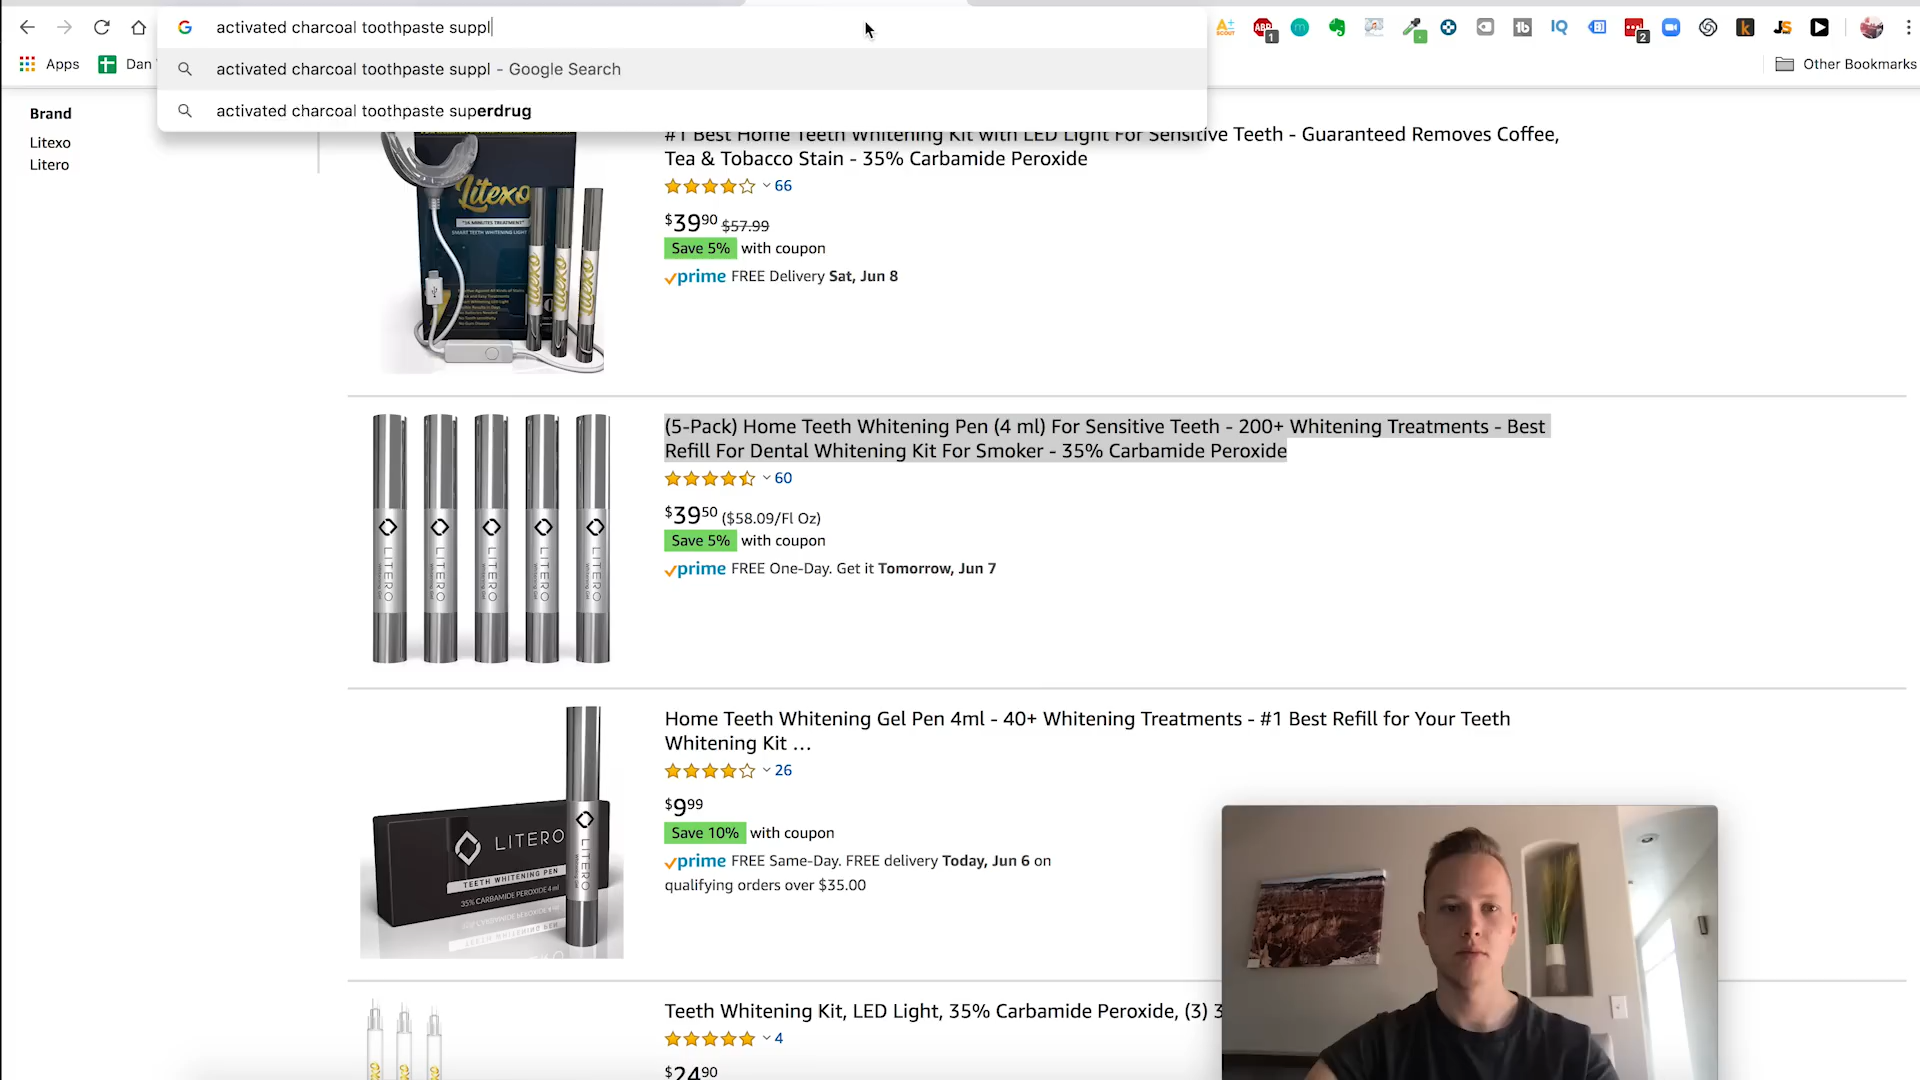 activated charcoal toothpaste suppl
activated charcoal toothpaste suppl - Google Search
activated charcoal toothpaste superdrug
Apps
Dan
Other Bookmarks
Brand
Litexo
Litero
#1 Best Home Teeth Whitening Kit with LED Light For Sensitive Teeth - Guaranteed Removes Coffee,
Tea & Tobacco Stain - 35% Carbamide Peroxide
66
$39.90 $57.99
Save 5% with coupon
prime FREE Delivery Sat, Jun 8
Litexo
(5-Pack) Home Teeth Whitening Pen (4 ml) For Sensitive Teeth - 200+ Whitening Treatments - Best
Refill For Dental Whitening Kit For Smoker - 35% Carbamide Peroxide
60
$39.50 ($58.09/Fl Oz)
Save 5% with coupon
prime FREE One-Day. Get it Tomorrow, Jun 7
LITERO LITERO LITERO LITERO LITERO
Home Teeth Whitening Gel Pen 4ml - 40+ Whitening Treatments - #1 Best Refill for Your Teeth
Whitening Kit …
26
$9.99
Save 10% with coupon
prime FREE Same-Day. FREE delivery Today, Jun 6 on
qualifying orders over $35.00
LITERO
TEETH WHITENING PEN
35% CARBAMIDE PEROXIDE 4 ml
LITERO
Teeth Whitening Kit, LED Light, 35% Carbamide Peroxide, (3) 3
4
$24.90